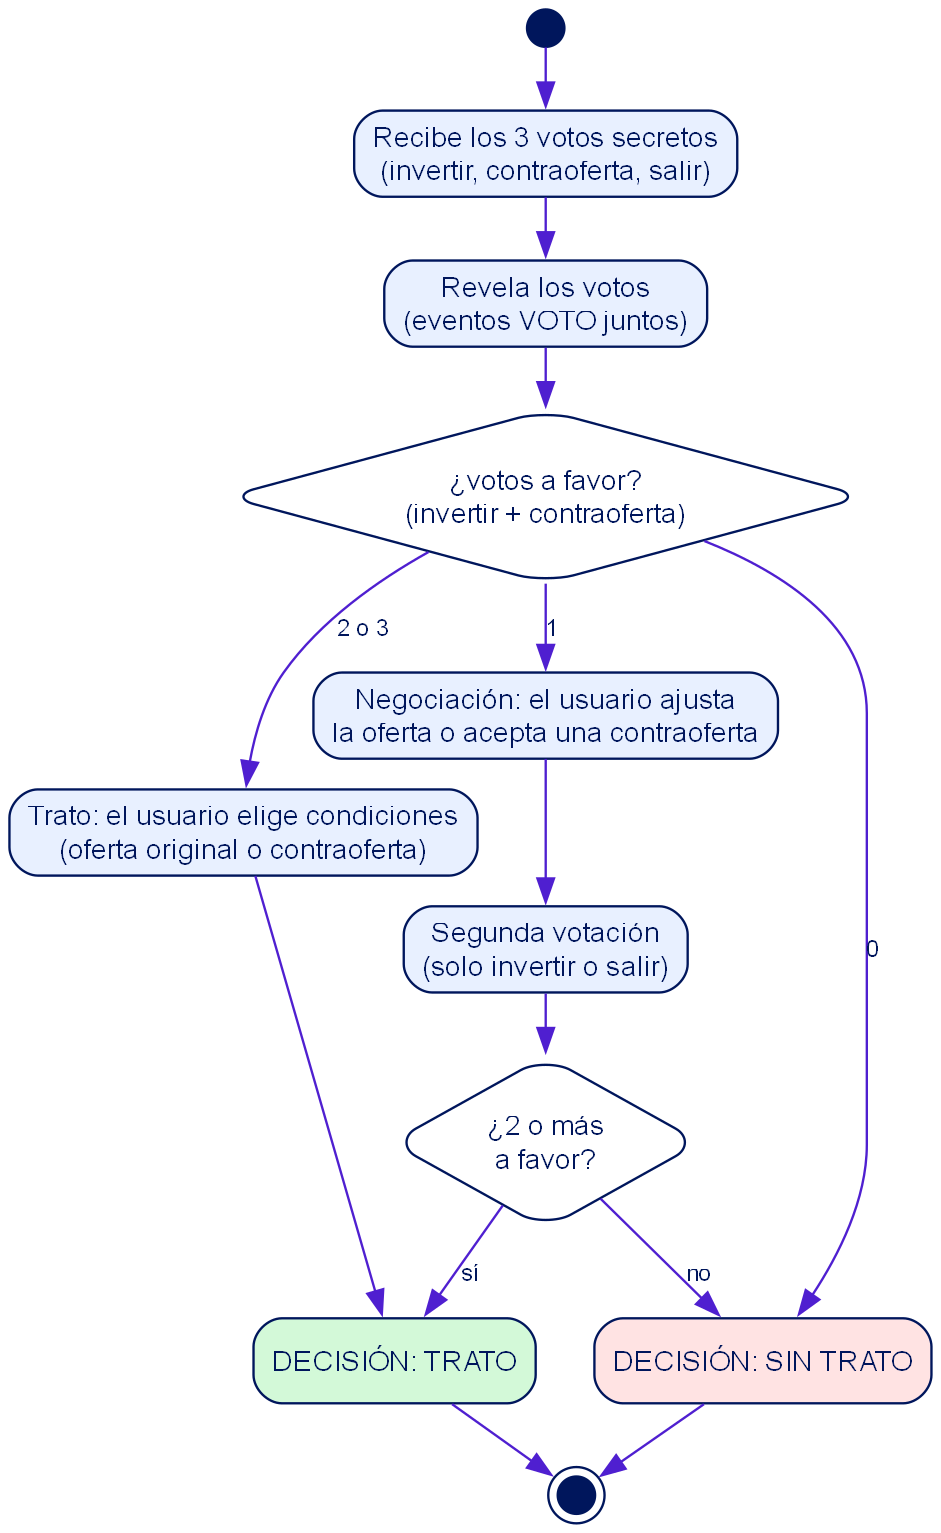 Recibe los 3 votos secretos
(invertir, contraoferta, salir)
Revela los votos
(eventos VOTO juntos)
¿votos a favor?
(invertir + contraoferta)
2 o 3
1
Negociación: el usuario ajusta
la oferta o acepta una contraoferta
Trato: el usuario elige condiciones
(oferta original o contraoferta)
Segunda votación
(solo invertir o salir)
0
¿2 o más
a favor?
sí
no
DECISIÓN: TRATO
DECISIÓN: SIN TRATO